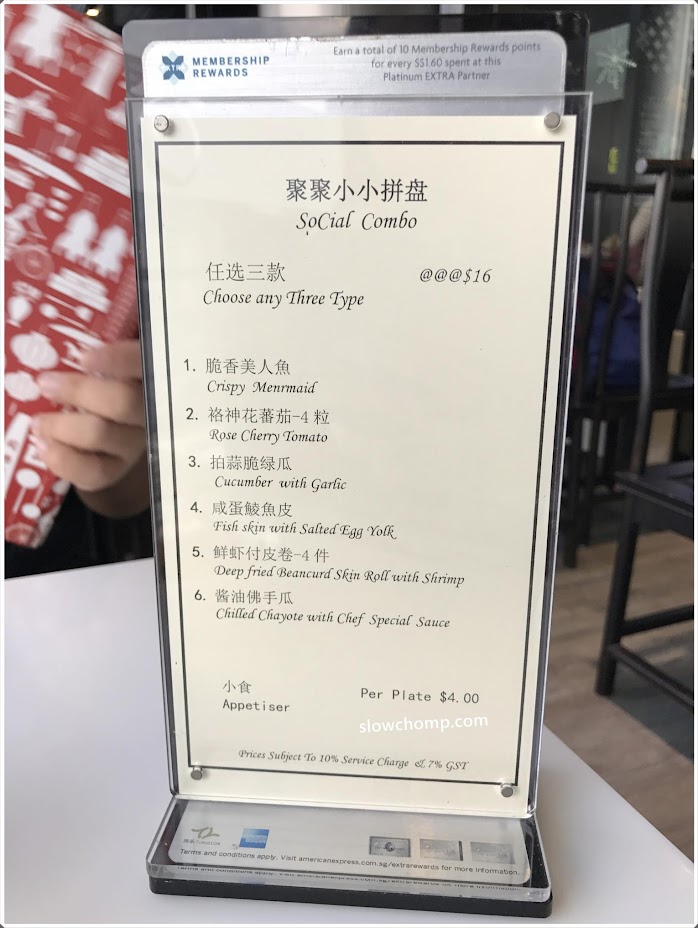 MEMBERSHIP
REWARDS
Earn a total of 10 Membership Rewards points
for every S$1.60 spent at this
Platinum EXTRA Partner
聚聚小小拼盘
SoCial Combo
任选三款 @@@$16
Choose any Three Type
1. 脆香美人魚
Crispy Menrmaid
2. 袼神花蕃茄-4 粒
Rose Cherry Tomato
3. 拍蒜脆绿瓜
Cucumber with Garlic
4. 咸蛋鲮魚皮
Fish skin with Salted Egg Yolk
5. 鲜虾付皮卷-4 件
Deep fried Beancurd Skin Roll with Shrimp
6. 酱油佛手瓜
Chilled Chayote with Chef Special Sauce
小食 Per Plate $4.00
Appetiser
slowchomp.com
Prices Subject To 10% Service Charge & 7% GST
Terms and conditions apply. Visit americanexpress.com.sg/extrarewards for more information.